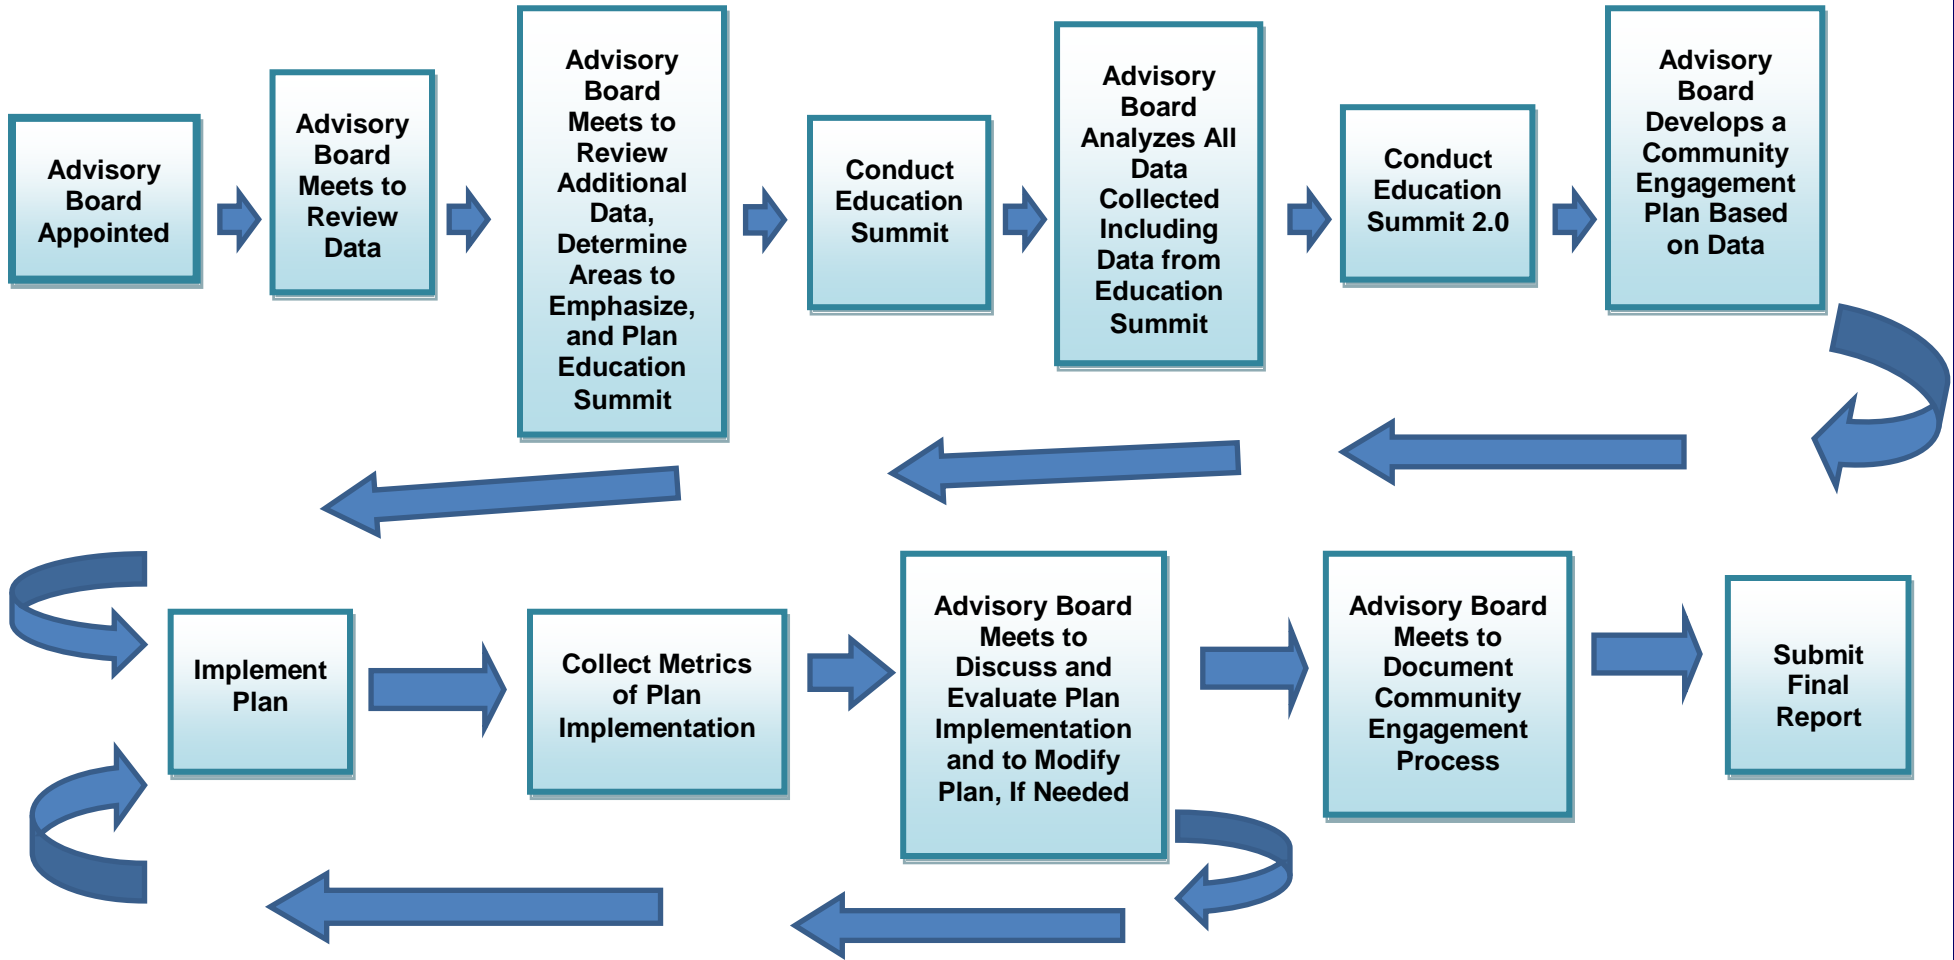 Advisory
Board
Appointed
Advisory
Board
Meets to
Review
Data
Advisory
Board
Meets to
Review
Additional
Data,
Determine
Areas to
Emphasize,
and Plan
Education
Summit
Conduct
Education
Summit
Advisory
Board
Analyzes All
Data
Collected
Including
Data from
Education
Summit
Conduct
Education
Summit 2.0
Advisory
Board
Develops a
Community
Engagement
Plan Based
on Data
Implement
Plan
Collect Metrics
of Plan
Implementation
Advisory Board
Meets to
Discuss and
Evaluate Plan
Implementation
and to Modify
Plan, If Needed
Advisory Board
Meets to
Document
Community
Engagement
Process
Submit
Final
Report